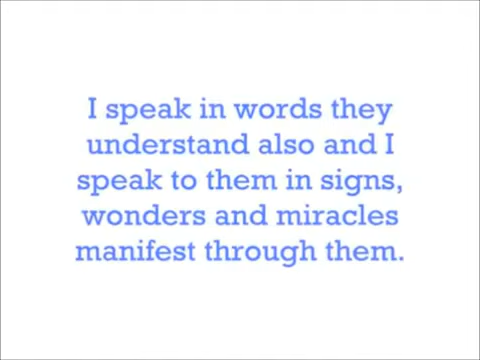 I speak in words they
understand also and I
speak to them in signs,
wonders and miracles
manifest through them.